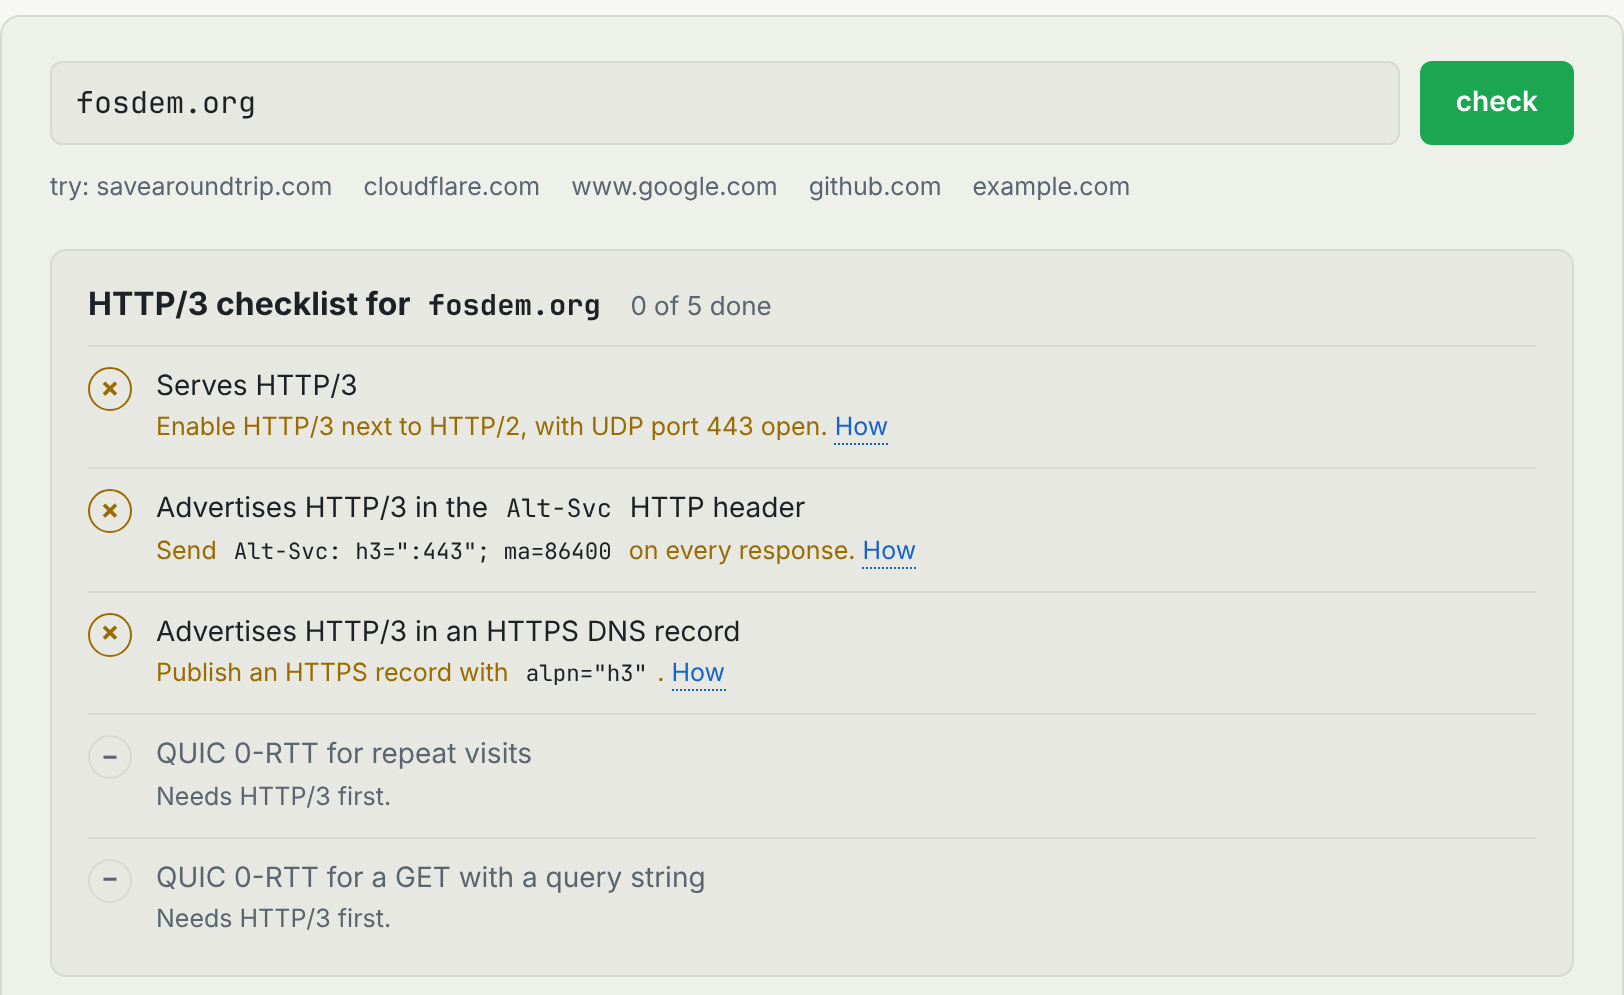 fosdem.org
check
try: savearoundtrip.com cloudflare.com www.google.com github.com example.com
HTTP/3 checklist for fosdem.org 0 of 5 done
Serves HTTP/3
Enable HTTP/3 next to HTTP/2, with UDP port 443 open. How
Advertises HTTP/3 in the Alt-Svc HTTP header
Send Alt-Svc: h3=":443"; ma=86400 on every response. How
Advertises HTTP/3 in an HTTPS DNS record
Publish an HTTPS record with alpn="h3" . How
QUIC 0-RTT for repeat visits
Needs HTTP/3 first.
QUIC 0-RTT for a GET with a query string
Needs HTTP/3 first.